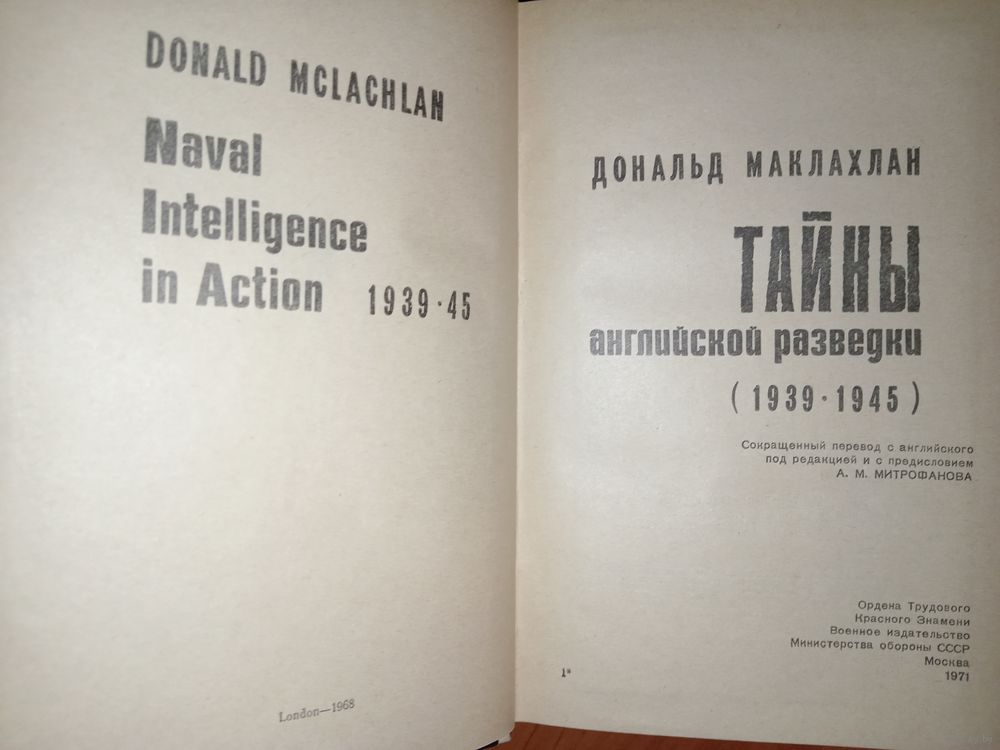 DONALD MCLACHLAN
Naval
Intelligence
in Action 1939·45
London—1968
ДОНАЛЬД МАКЛАХЛАН
ТАЙНЫ
английской разведки
(1939·1945)
Сокращенный перевод с английского
под редакцией и с предисловием
А. М. МИТРОФАНОВА
Ордена Трудового
Красного Знамени
Военное издательство
Министерства обороны СССР
Москва
1971
1*